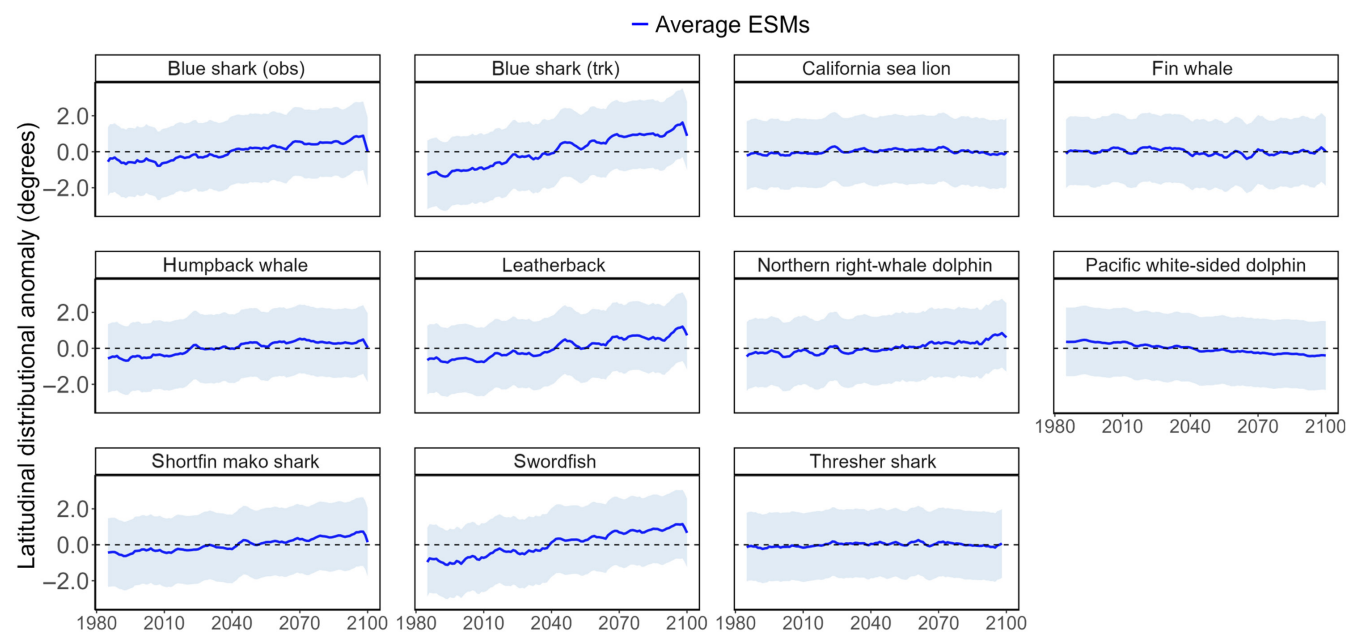 Average ESMs
Blue shark (obs)
Blue shark (trk)
California sea lion
Fin whale
Latitudinal distributional anomaly (degrees)
2.0
0.0
−2.0
Humpback whale
Leatherback
Northern right-whale dolphin
Pacific white-sided dolphin
2.0
0.0
−2.0
1980 2010 2040 2070 2100
Shortfin mako shark
Swordfish
Thresher shark
2.0
0.0
−2.0
1980 2010 2040 2070 2100
1980 2010 2040 2070 2100
1980 2010 2040 2070 2100